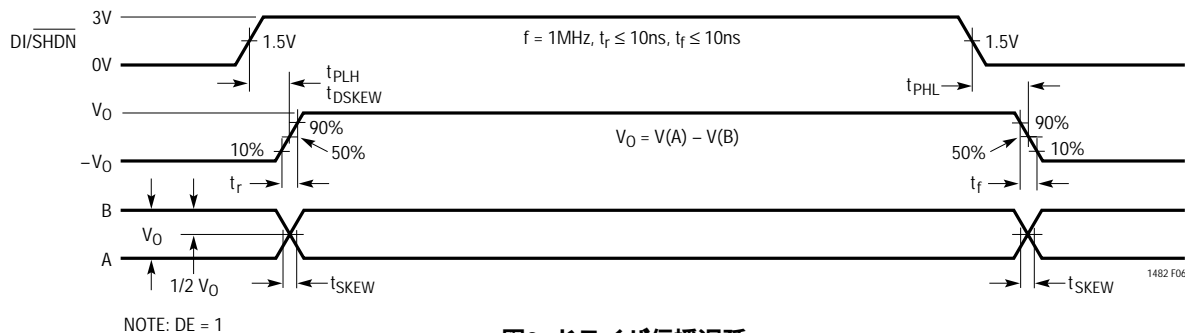 3V
DI/SHDN
1.5V
f = 1MHz, tr ≤ 10ns, tf ≤ 10ns
1.5V
0V
tPLH
tDSKEW
tPHL
VO
90%
50%
10%
–VO
VO = V(A) – V(B)
90%
50%
10%
tr
tf
B
VO
A
1/2 VO
tSKEW
tSKEW
1482 F06
NOTE: DE = 1